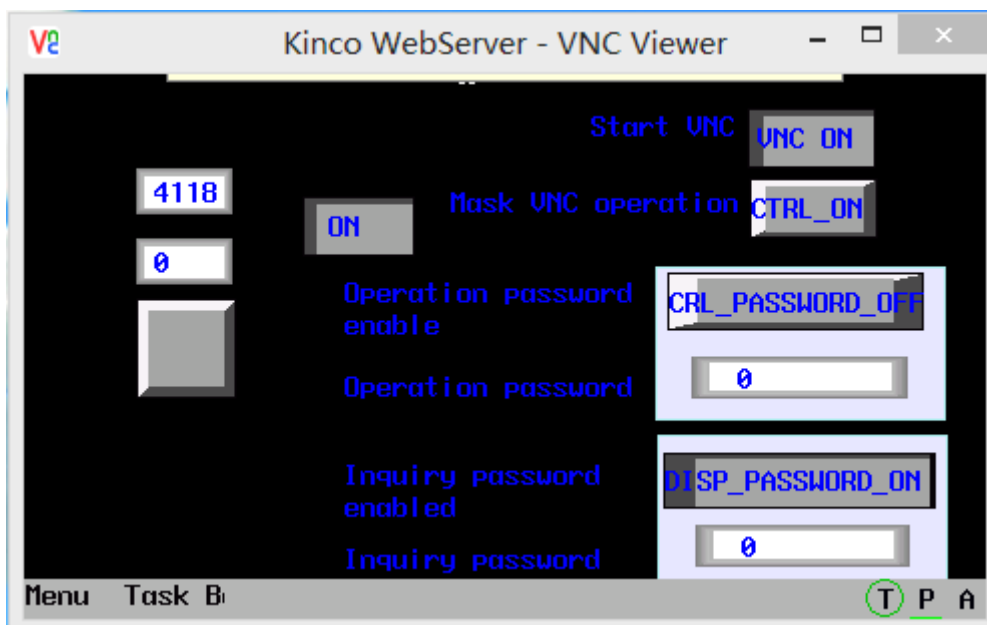 Kinco WebServer - VNC Viewer
Start VNC
VNC ON
4118
Mask VNC operation
CTRL_ON
ON
0
Operation password
enable
CRL_PASSWORD_OFF
Operation password
0
Inquiry password
enabled
DISP_PASSWORD_ON
Inquiry password
0
Menu
Task B
T
P
A